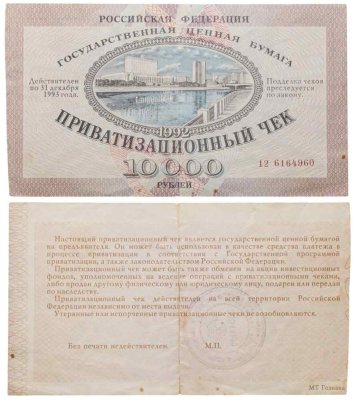 РОССИЙСКАЯ ФЕДЕРАЦИЯ
ГОСУДАРСТВЕННАЯ ЦЕННАЯ БУМАГА
Действителен
по 31 декабря
1993 года.
Подделка чеков
преследуется
по закону.
1992
ПРИВАТИЗАЦИОННЫЙ ЧЕК
10 000
РУБЛЕЙ
12 6164960
Настоящий приватизационный чек является государственной ценной бумагой
на предъявителя. Он может быть использован в качестве средства платежа в
процессе приватизации в соответствии с Государственной программой
приватизации, а также законодательством Российской Федерации.
Приватизационный чек может быть также обменен на акции инвестиционных
фондов, уполномоченных на ведение операций с приватизационными чеками,
либо продан другому физическому или юридическому лицу, подарен или передан
по наследству.
Приватизационный чек действителен на всей территории Российской
Федерации независимо от места выдачи.
Утерянные или испорченные приватизационные чеки не возобновляются.
Без печати недействителен.
М.П.
МТ Гознака